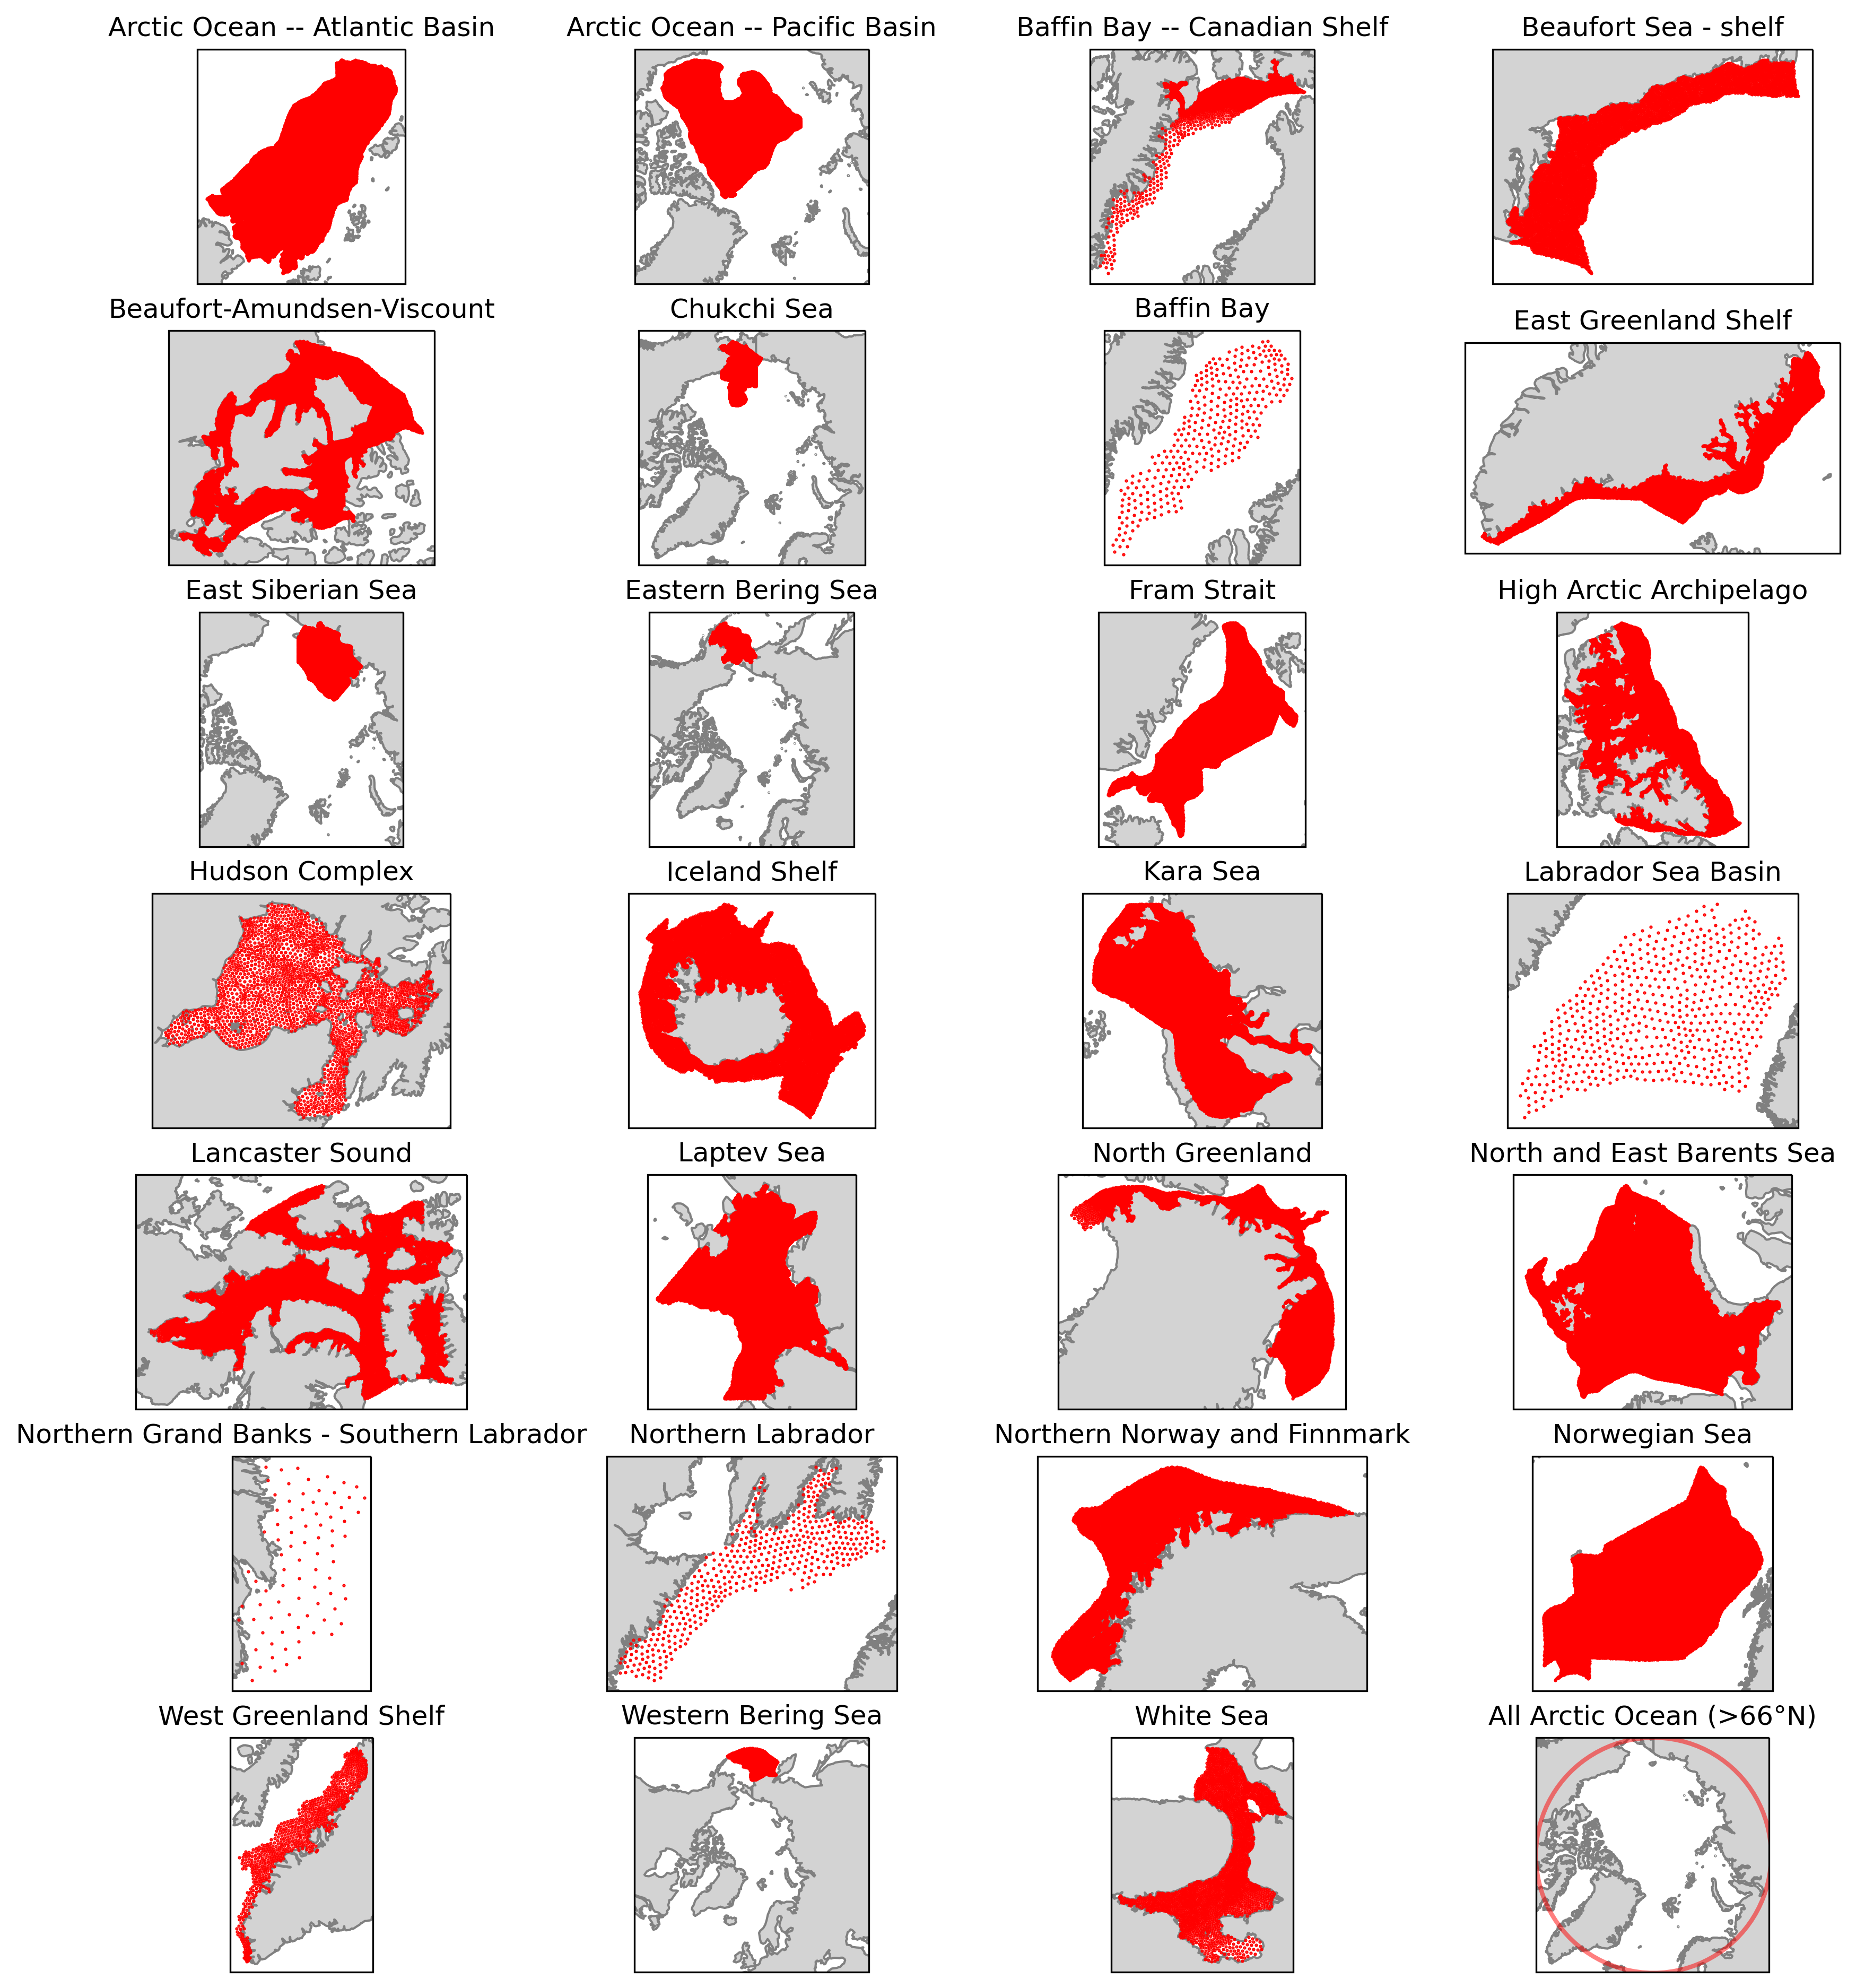 Arctic Ocean -- Atlantic Basin
Arctic Ocean -- Pacific Basin
Baffin Bay -- Canadian Shelf
Beaufort Sea - shelf
Beaufort-Amundsen-Viscount
Chukchi Sea
Baffin Bay
East Greenland Shelf
East Siberian Sea
Eastern Bering Sea
Fram Strait
High Arctic Archipelago
Hudson Complex
Iceland Shelf
Kara Sea
Labrador Sea Basin
Lancaster Sound
Laptev Sea
North Greenland
North and East Barents Sea
Northern Grand Banks - Southern Labrador
Northern Labrador
Northern Norway and Finnmark
Norwegian Sea
West Greenland Shelf
Western Bering Sea
White Sea
All Arctic Ocean (>66°N)